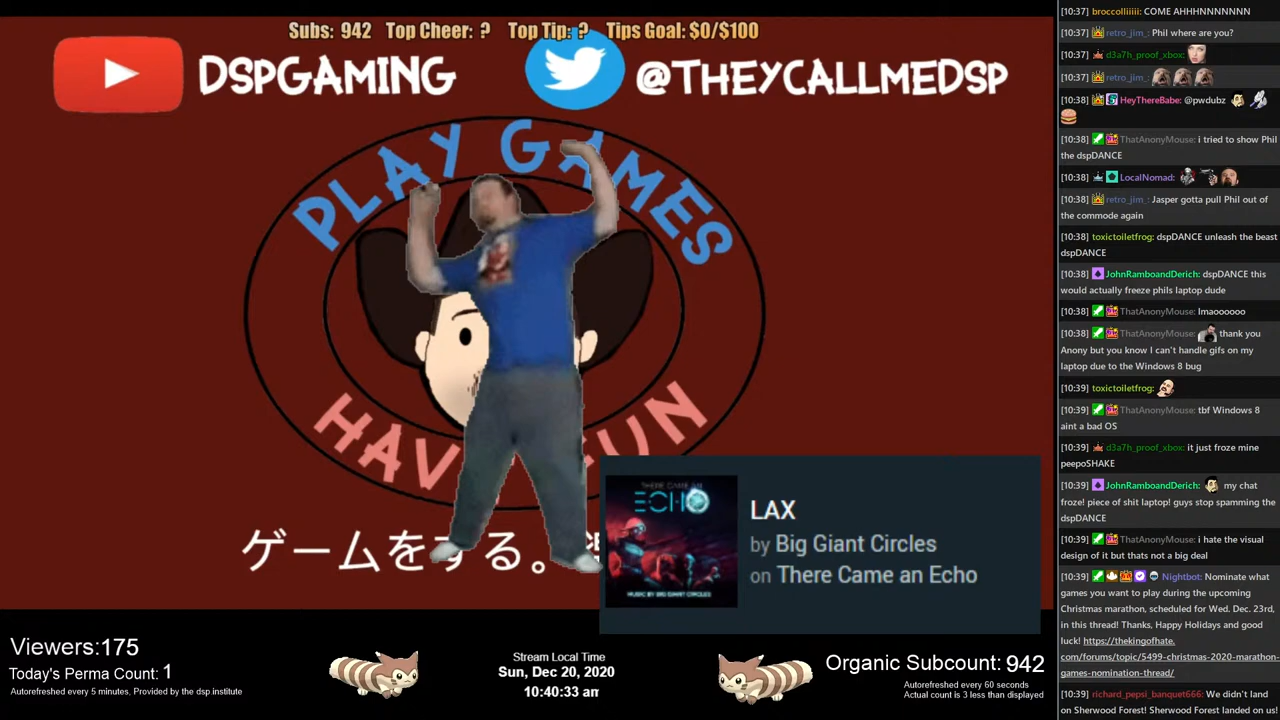 Subs: 942 Top Cheer: ? Top Tip: ? Tips Goal: $0/$100
DSPGAMING @THEYCALLMEDSP
PLAY GAMES
HAV UN
ゲームをする。
LAX
by Big Giant Circles
on There Came an Echo
THERE CAME AN
ECHO
MUSIC BY BIG GIANT CIRCLES
Viewers:175
Today's Perma Count: 1
Autorefreshed every 5 minutes, Provided by the dsp.institute
Stream Local Time
Sun, Dec 20, 2020
10:40:33 am
Organic Subcount: 942
Autorefreshed every 60 seconds
Actual count is 3 less than displayed
[10:37] broccolliiiii: COME AHHHNNNNNNN
[10:37] retro_jim_: Phil where are you?
[10:37] d3a7h_proof_xbox:
[10:37] retro_jim_:
[10:38] HeyThereBabe: @pwdubz
[10:38] ThatAnonyMouse: i tried to show Phil
the dspDANCE
[10:38] LocalNomad:
[10:38] retro_jim_: Jasper gotta pull Phil out of
the commode again
[10:38] toxictoiletfrog: dspDANCE unleash the beast
dspDANCE
[10:38] JohnRamboandDerich: dspDANCE this
would actually freeze phils laptop dude
[10:38] ThatAnonyMouse: lmaoooooo
[10:38] ThatAnonyMouse: thank you
Anony but you know I can't handle gifs on my
laptop due to the Windows 8 bug
[10:39] toxictoiletfrog:
[10:39] ThatAnonyMouse: tbf Windows 8
aint a bad OS
[10:39] d3a7h_proof_xbox: it just froze mine
peepoSHAKE
[10:39] JohnRamboandDerich: my chat
froze! piece of shit laptop! guys stop spamming the
dspDANCE
[10:39] ThatAnonyMouse: i hate the visual
design of it but thats not a big deal
[10:39] Nightbot: Nominate what
games you want to play during the upcoming
Christmas marathon, scheduled for Wed. Dec. 23rd,
in this thread! Thanks, Happy Holidays and good
luck! https://thekingofhate.
com/forums/topic/5499-christmas-2020-marathon-
games-nomination-thread/
[10:39] richard_pepsi_banquet666: We didn't land
on Sherwood Forest! Sherwood Forest landed on us!